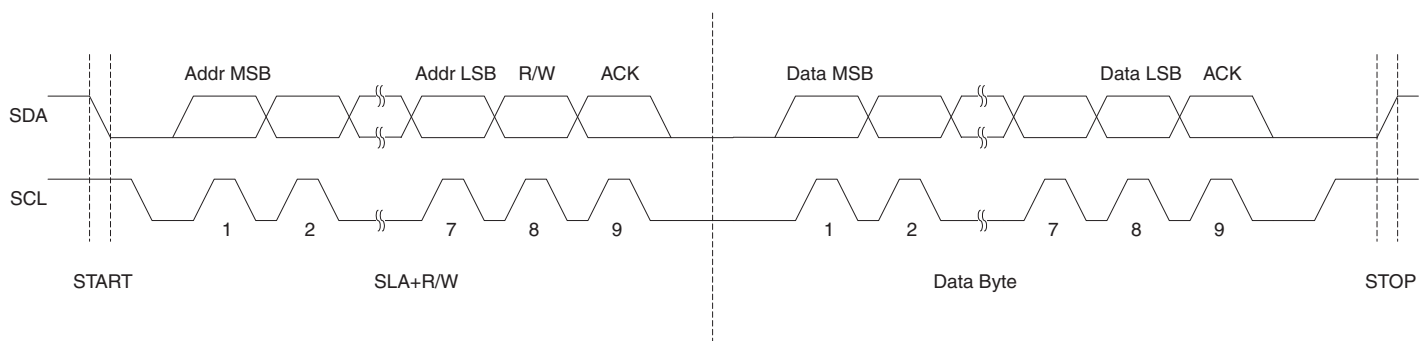 Addr MSB Addr LSB R/W ACK Data MSB Data LSB ACK
SDA
SCL
1 2 7 8 9 1 2 7 8 9
START SLA+R/W Data Byte STOP